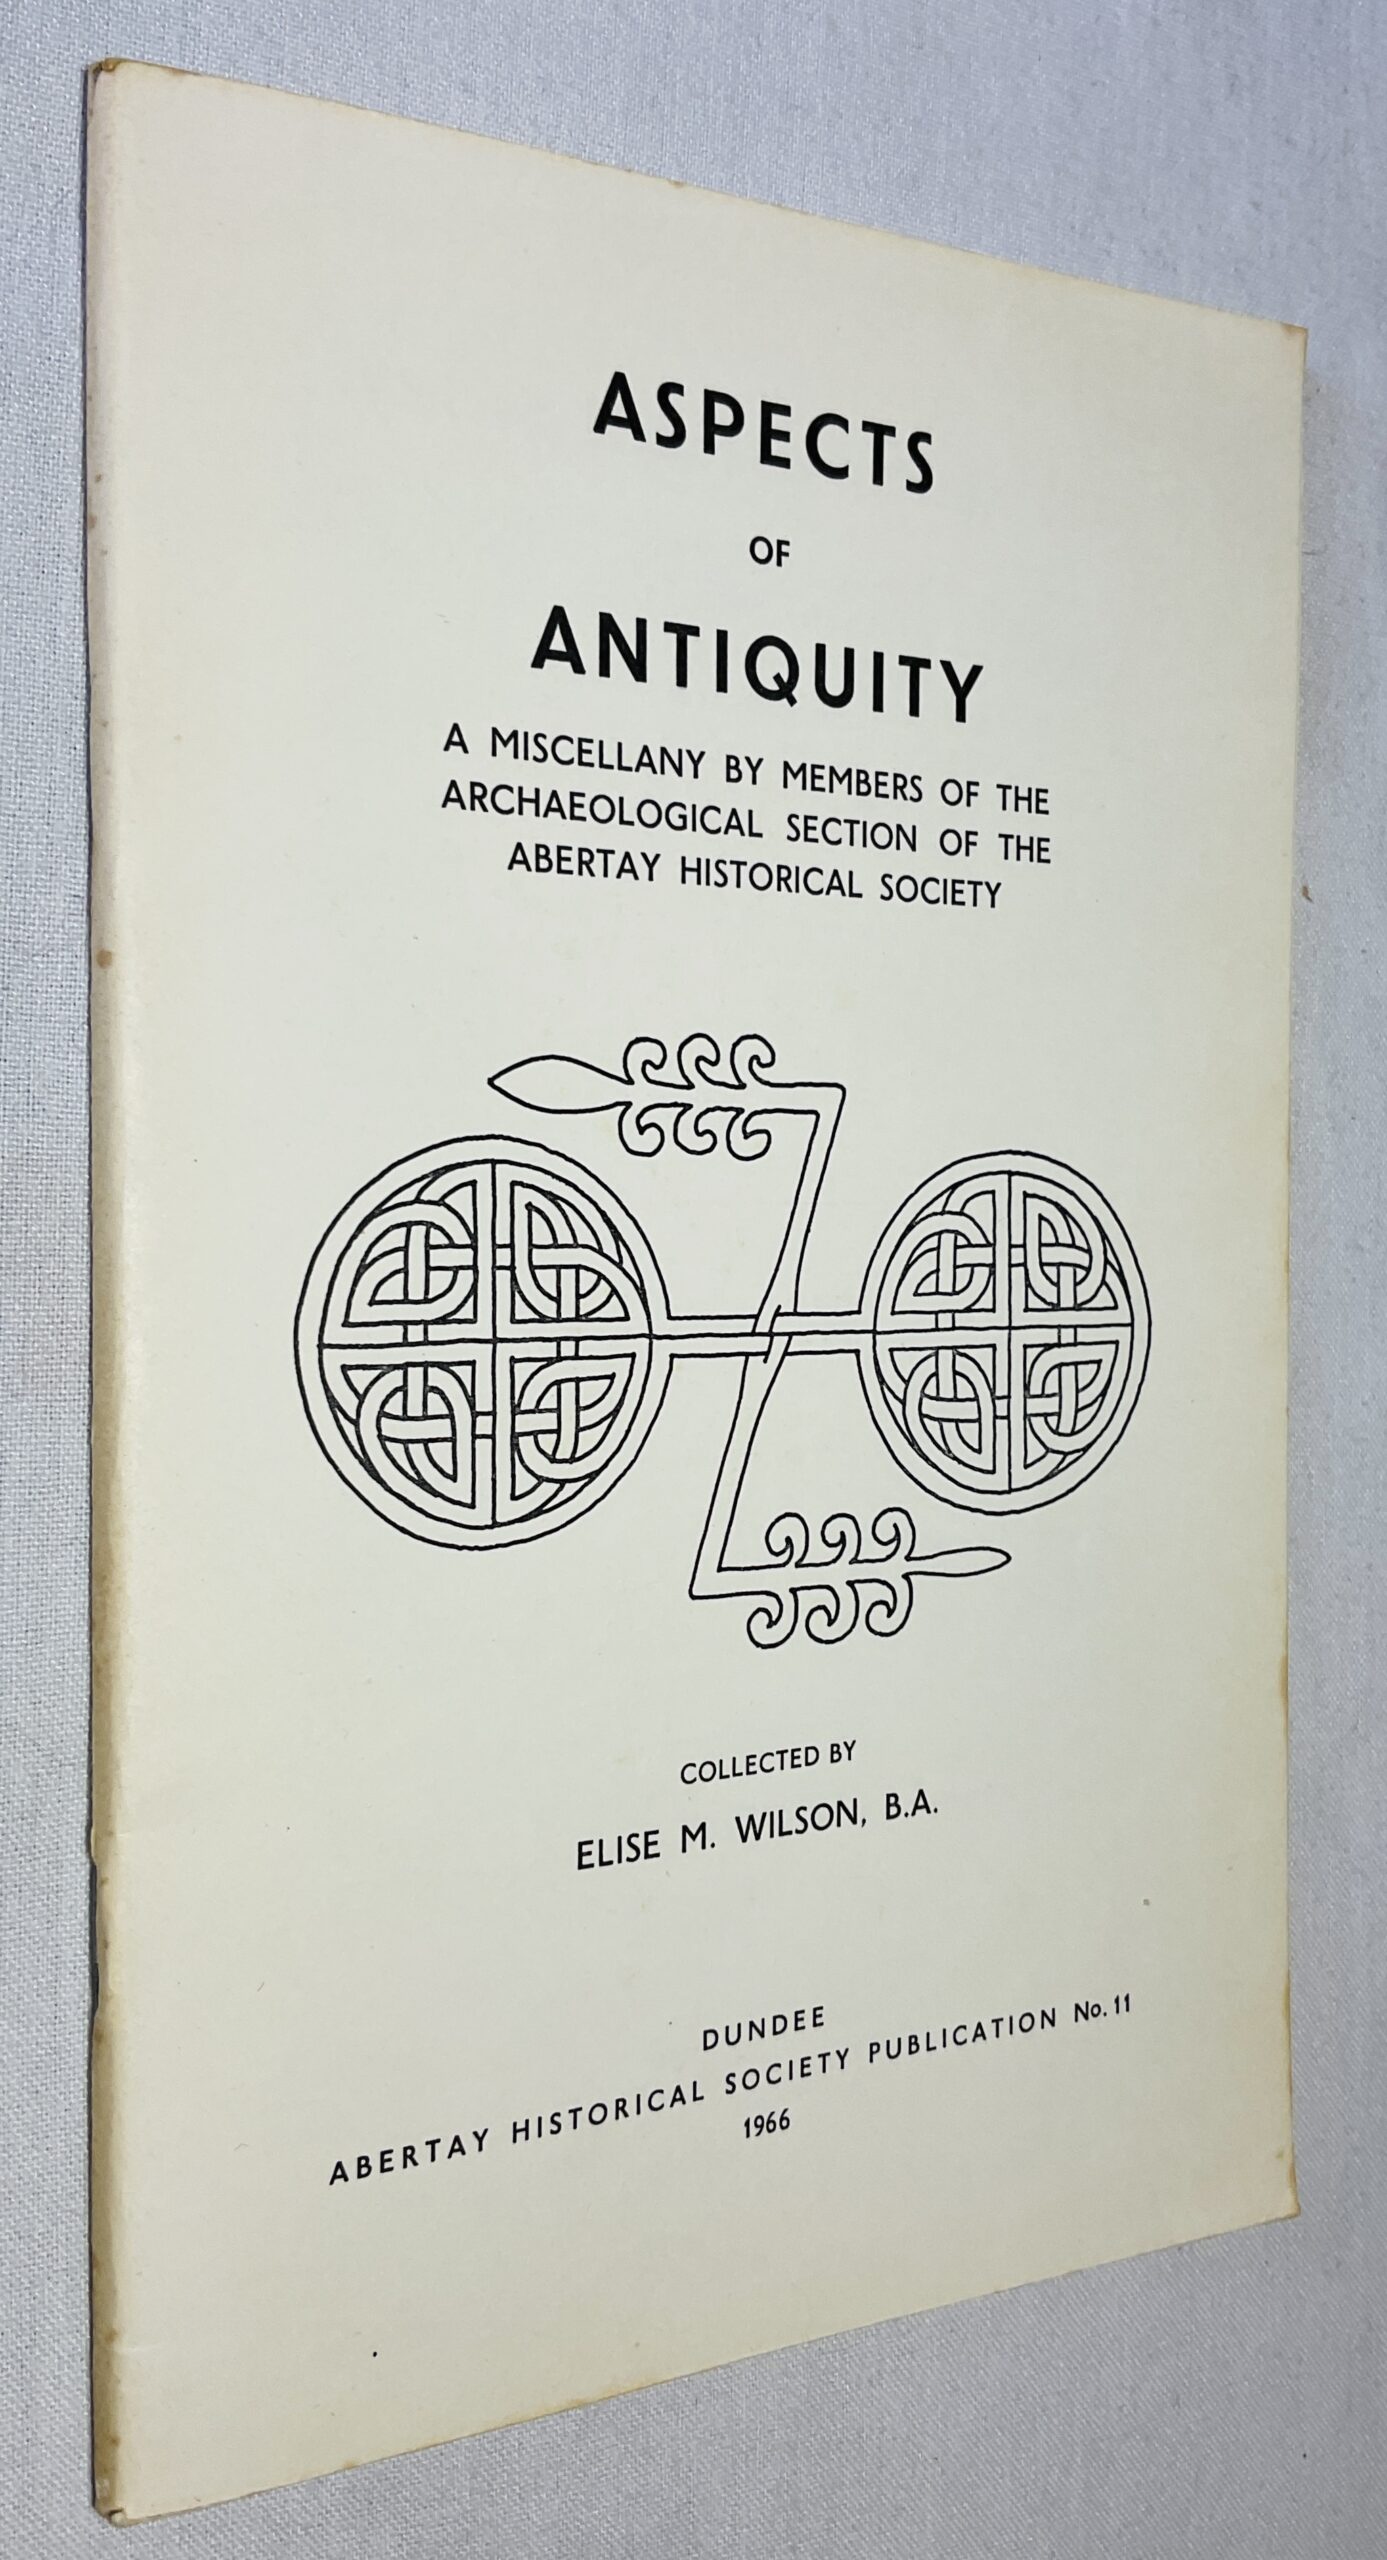 ASPECTS
OF
ANTIQUITY
A MISCELLANY BY MEMBERS OF THE
ARCHAEOLOGICAL SECTION OF THE
ABERTAY HISTORICAL SOCIETY
COLLECTED BY
ELISE M. WILSON, B.A.
DUNDEE
ABERTAY HISTORICAL SOCIETY PUBLICATION No. 11
1966